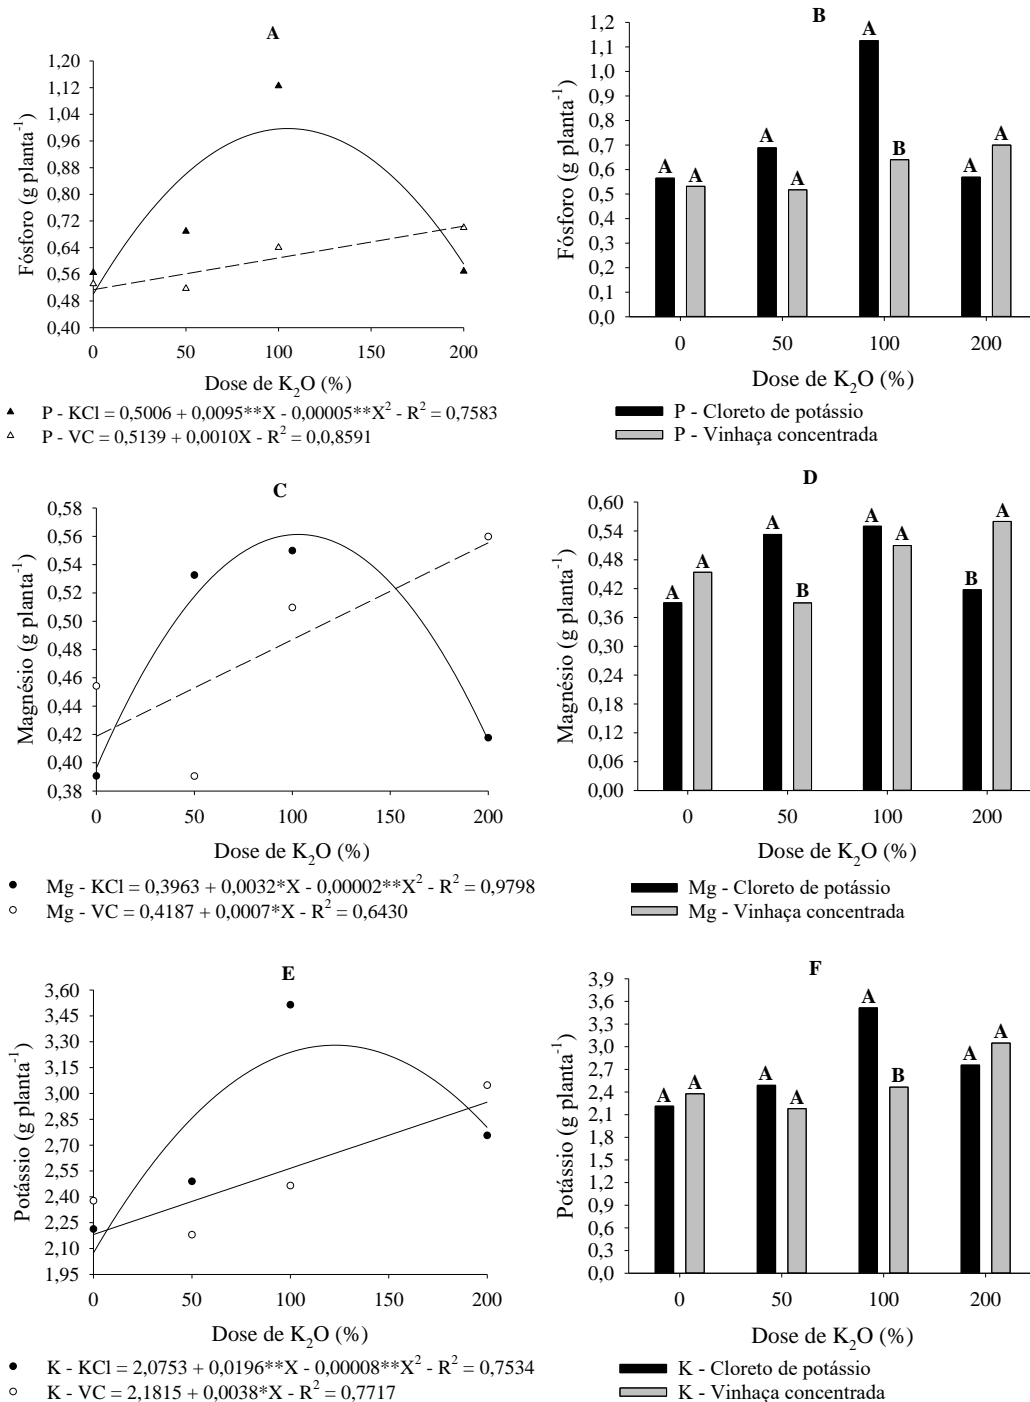 A
1,20
1,12
1,04
0,96
0,88
0,80
0,72
0,64
0,56
0,48
0,40
Fósforo (g planta⁻¹)
0 50 100 150 200
Dose de K₂O (%)
P - KCl = 0,5006 + 0,0095**X - 0,00005**X² - R² = 0,7583
P - VC = 0,5139 + 0,0010X - R² = 0,0,8591
B
1,2
1,1
1,0
0,9
0,8
0,7
0,6
0,5
0,4
0,3
0,2
0,1
0,0
Fósforo (g planta⁻¹)
A A A A A B A A
0 50 100 200
Dose de K₂O (%)
P - Cloreto de potássio
P - Vinhaça concentrada
C
0,58
0,56
0,54
0,52
0,50
0,48
0,46
0,44
0,42
0,40
0,38
Magnésio (g planta⁻¹)
0 50 100 150 200
Dose de K₂O (%)
Mg - KCl = 0,3963 + 0,0032*X - 0,00002**X² - R² = 0,9798
Mg - VC = 0,4187 + 0,0007*X - R² = 0,6430
D
0,60
0,54
0,48
0,42
0,36
0,30
0,24
0,18
0,12
0,06
0,00
Magnésio (g planta⁻¹)
A A A B A A B A
0 50 100 200
Dose de K₂O (%)
Mg - Cloreto de potássio
Mg - Vinhaça concentrada
E
3,60
3,45
3,30
3,15
3,00
2,85
2,70
2,55
2,40
2,25
2,10
1,95
Potássio (g planta⁻¹)
0 50 100 150 200
Dose de K₂O (%)
K - KCl = 2,0753 + 0,0196**X - 0,00008**X² - R² = 0,7534
K - VC = 2,1815 + 0,0038*X - R² = 0,7717
F
3,9
3,6
3,3
3,0
2,7
2,4
2,1
1,8
1,5
1,2
0,9
0,6
0,3
0,0
Potássio (g planta⁻¹)
A A A A A B A A
0 50 100 200
Dose de K₂O (%)
K - Cloreto de potássio
K - Vinhaça concentrada